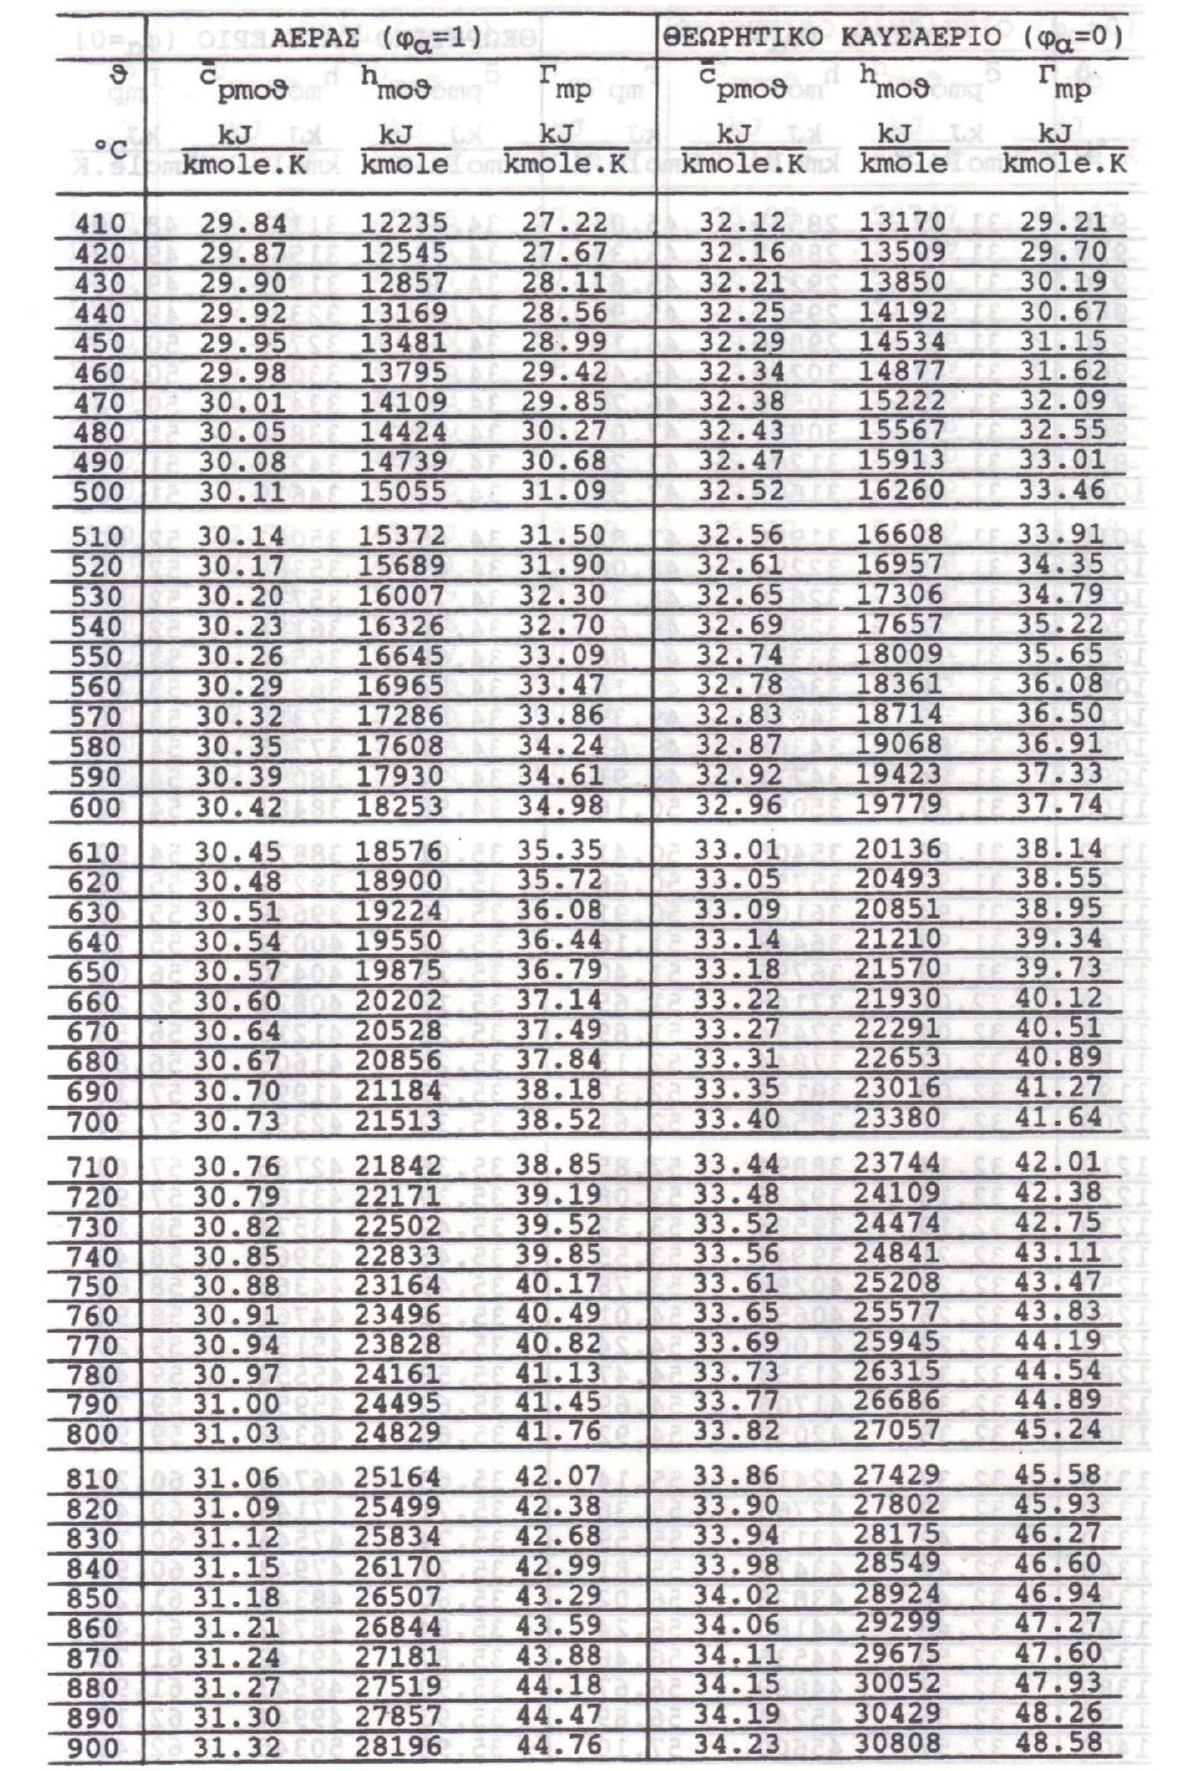 ΑΕΡΑΣ (φα=1) ΘΕΩΡΗΤΙΚΟ ΚΑΥΣΑΕΡΙΟ (φα=0)
ϑ c̄pmoϑ hmoϑ Γmp c̄pmoϑ hmoϑ Γmp
°C kJ/kmole.K kJ/kmole kJ/kmole.K kJ/kmole.K kJ/kmole kJ/kmole.K
410 29.84 12235 27.22 32.12 13170 29.21
420 29.87 12545 27.67 32.16 13509 29.70
430 29.90 12857 28.11 32.21 13850 30.19
440 29.92 13169 28.56 32.25 14192 30.67
450 29.95 13481 28.99 32.29 14534 31.15
460 29.98 13795 29.42 32.34 14877 31.62
470 30.01 14109 29.85 32.38 15222 32.09
480 30.05 14424 30.27 32.43 15567 32.55
490 30.08 14739 30.68 32.47 15913 33.01
500 30.11 15055 31.09 32.52 16260 33.46
510 30.14 15372 31.50 32.56 16608 33.91
520 30.17 15689 31.90 32.61 16957 34.35
530 30.20 16007 32.30 32.65 17306 34.79
540 30.23 16326 32.70 32.69 17657 35.22
550 30.26 16645 33.09 32.74 18009 35.65
560 30.29 16965 33.47 32.78 18361 36.08
570 30.32 17286 33.86 32.83 18714 36.50
580 30.35 17608 34.24 32.87 19068 36.91
590 30.39 17930 34.61 32.92 19423 37.33
600 30.42 18253 34.98 32.96 19779 37.74
610 30.45 18576 35.35 33.01 20136 38.14
620 30.48 18900 35.72 33.05 20493 38.55
630 30.51 19224 36.08 33.09 20851 38.95
640 30.54 19550 36.44 33.14 21210 39.34
650 30.57 19875 36.79 33.18 21570 39.73
660 30.60 20202 37.14 33.22 21930 40.12
670 30.64 20528 37.49 33.27 22291 40.51
680 30.67 20856 37.84 33.31 22653 40.89
690 30.70 21184 38.18 33.35 23016 41.27
700 30.73 21513 38.52 33.40 23380 41.64
710 30.76 21842 38.85 33.44 23744 42.01
720 30.79 22171 39.19 33.48 24109 42.38
730 30.82 22502 39.52 33.52 24474 42.75
740 30.85 22833 39.85 33.56 24841 43.11
750 30.88 23164 40.17 33.61 25208 43.47
760 30.91 23496 40.49 33.65 25577 43.83
770 30.94 23828 40.82 33.69 25945 44.19
780 30.97 24161 41.13 33.73 26315 44.54
790 31.00 24495 41.45 33.77 26686 44.89
800 31.03 24829 41.76 33.82 27057 45.24
810 31.06 25164 42.07 33.86 27429 45.58
820 31.09 25499 42.38 33.90 27802 45.93
830 31.12 25834 42.68 33.94 28175 46.27
840 31.15 26170 42.99 33.98 28549 46.60
850 31.18 26507 43.29 34.02 28924 46.94
860 31.21 26844 43.59 34.06 29299 47.27
870 31.24 27181 43.88 34.11 29675 47.60
880 31.27 27519 44.18 34.15 30052 47.93
890 31.30 27857 44.47 34.19 30429 48.26
900 31.32 28196 44.76 34.23 30808 48.58